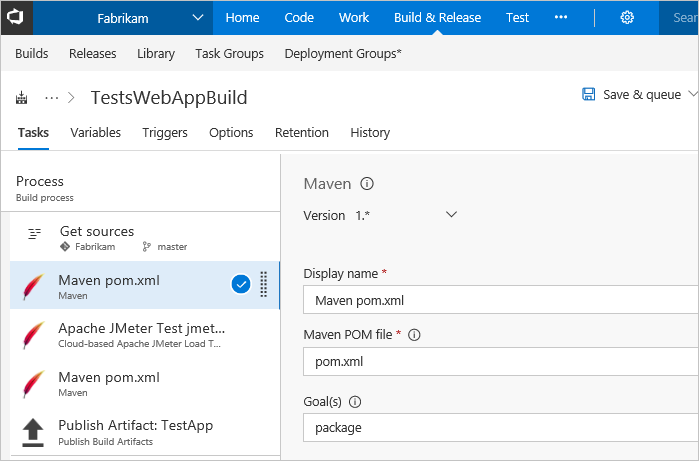 Fabrikam Home Code Work Build & Release Test ••• Sear
Builds Releases Library Task Groups Deployment Groups*
••• > TestsWebAppBuild Save & queue
Tasks Variables Triggers Options Retention History
Process
Build process
Get sources
Fabrikam master
Maven pom.xml
Maven
Apache JMeter Test jmet...
Cloud-based Apache JMeter Load T...
Maven pom.xml
Maven
Publish Artifact: TestApp
Publish Build Artifacts
Maven
Version 1.*
Display name *
Maven pom.xml
Maven POM file *
pom.xml
Goal(s)
package